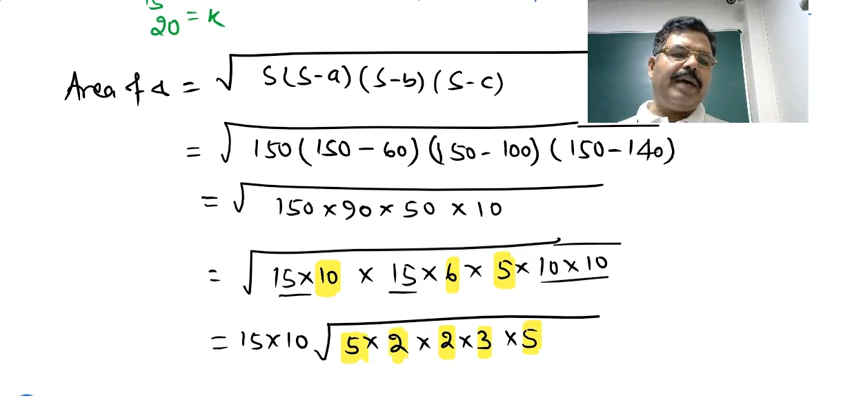 20 = K
Area of Δ = √ S(S-a)(S-b)(S-c)
= √ 150(150-60)(150-100)(150-140)
= √ 150×90×50×10
= √ 15×10 × 15×6×5×10×10
= 15×10 √ 5×2×2×3×5